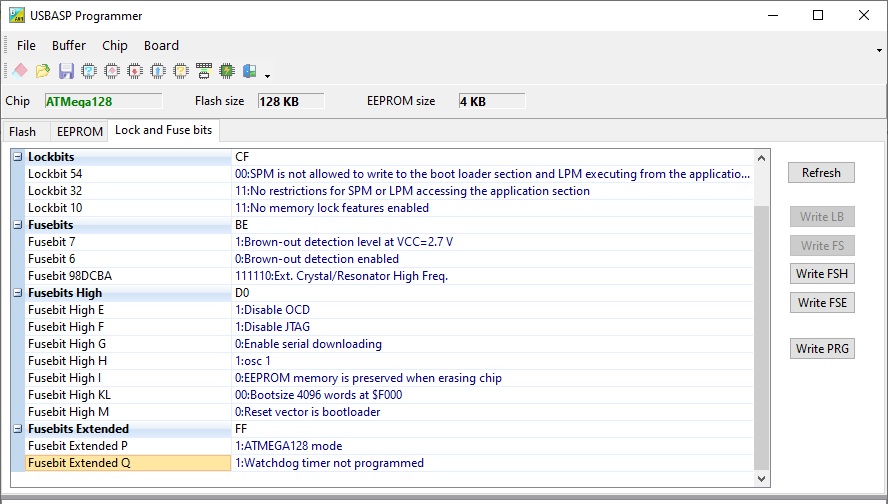 USBASP Programmer
File Buffer Chip Board
Chip ATMega128 Flash size 128 KB EEPROM size 4 KB
Flash EEPROM Lock and Fuse bits
Lockbits CF
Lockbit 54 00:SPM is not allowed to write to the boot loader section and LPM executing from the applicatio...
Lockbit 32 11:No restrictions for SPM or LPM accessing the application section
Lockbit 10 11:No memory lock features enabled
Fusebits BE
Fusebit 7 1:Brown-out detection level at VCC=2.7 V
Fusebit 6 0:Brown-out detection enabled
Fusebit 98DCBA 111110:Ext. Crystal/Resonator High Freq.
Fusebits High D0
Fusebit High E 1:Disable OCD
Fusebit High F 1:Disable JTAG
Fusebit High G 0:Enable serial downloading
Fusebit High H 1:osc 1
Fusebit High I 0:EEPROM memory is preserved when erasing chip
Fusebit High KL 00:Bootsize 4096 words at $F000
Fusebit High M 0:Reset vector is bootloader
Fusebits Extended FF
Fusebit Extended P 1:ATMEGA128 mode
Fusebit Extended Q 1:Watchdog timer not programmed
Refresh
Write LB
Write FS
Write FSH
Write FSE
Write PRG